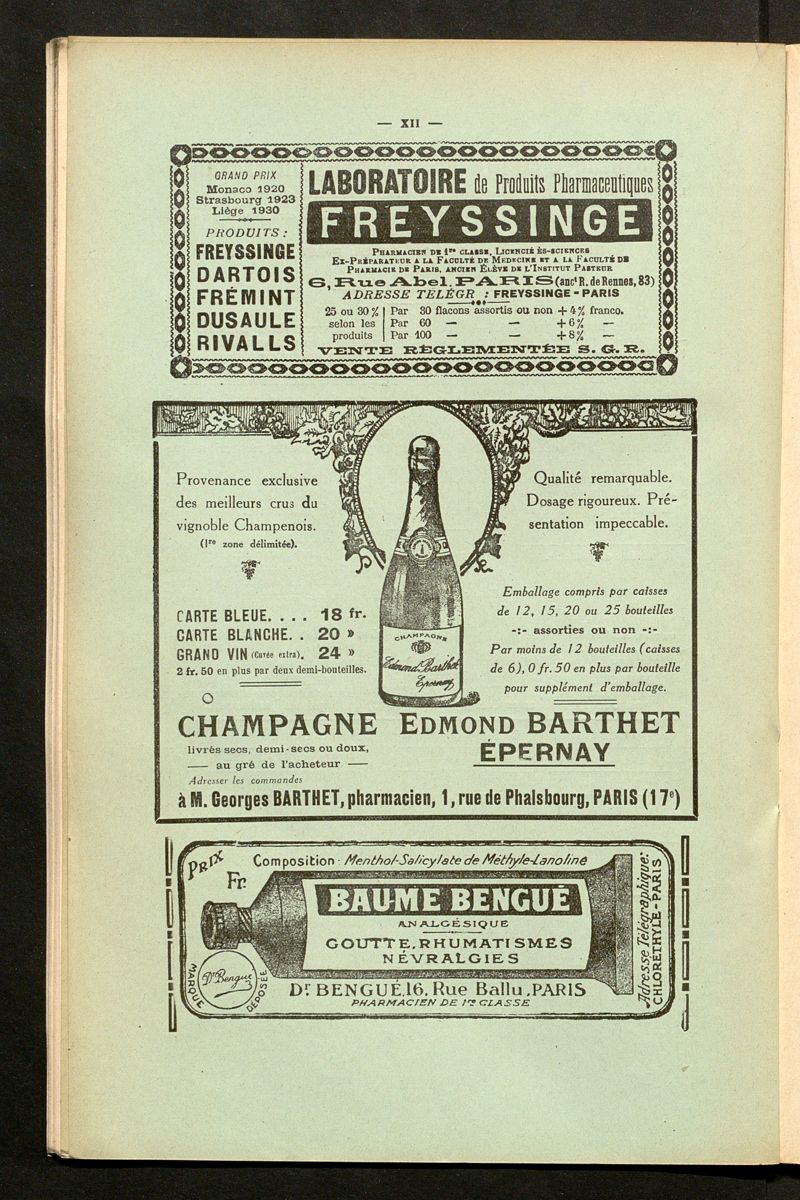 — XII —
GRAND PRIX
Monaco 1920
Strasbourg 1923
Liège 1930
PRODUITS :
FREYSSINGE
DARTOIS
FRÉMINT
DUSAULE
RIVALLS
LABORATOIRE de Produits Pharmaceutiques
FREYSSINGE
PHARMACIEN DE 1re CLASSE, LICENCIÉ ÈS-SCIENCES
EX-PRÉPARATEUR A LA FACULTÉ DE MEDECINE ET A LA FACULTÉ DE
PHARMACIE DE PARIS, ANCIEN ÉLÈVE DE L'INSTITUT PASTEUR
6, Rue Abel, PARIS (anct R. de Rennes, 83)
ADRESSE TÉLÉGR : FREYSSINGE - PARIS
25 ou 30 % selon les produits
Par 30 flacons assortis ou non + 4 % franco.
Par 60 — — + 6 % —
Par 100 — — + 8 % —
VENTE RÉGLEMENTÉE S. G. R.
Provenance exclusive
des meilleurs crus du
vignoble Champenois.
(1re zone délimitée).
CARTE BLEUE. . . . 18 fr.
CARTE BLANCHE. . 20 »
GRAND VIN (Cuvée extra). 24 »
2 fr. 50 en plus par deux demi-bouteilles.
CHAMPAGNE
Edmond Barthet
Épernay
Qualité remarquable.
Dosage rigoureux. Pré-
sentation impeccable.
Emballage compris par caisses
de 12, 15, 20 ou 25 bouteilles
-:- assorties ou non -:-
Par moins de 12 bouteilles (caisses
de 6), 0 fr. 50 en plus par bouteille
pour supplément d'emballage.
CHAMPAGNE EDMOND BARTHET
livrés secs, demi-secs ou doux,
— au gré de l'acheteur —
ÉPERNAY
Adresser les commandes
à M. Georges BARTHET, pharmacien, 1, rue de Phalsbourg, PARIS (17e)
PRIX
Fr.
Composition : Menthol-Salicylate de Méthyle-Lanoline
BAUME BENGUÉ
ANALGÉSIQUE
GOUTTE, RHUMATISMES
NÉVRALGIES
MARQUE DÉPOSÉE
Dr Bengué
Dr BENGUÉ, 16, Rue Ballu, PARIS
PHARMACIEN DE 1re CLASSE
Adresse Télégraphique:
CHLORÉTHYLE-PARIS